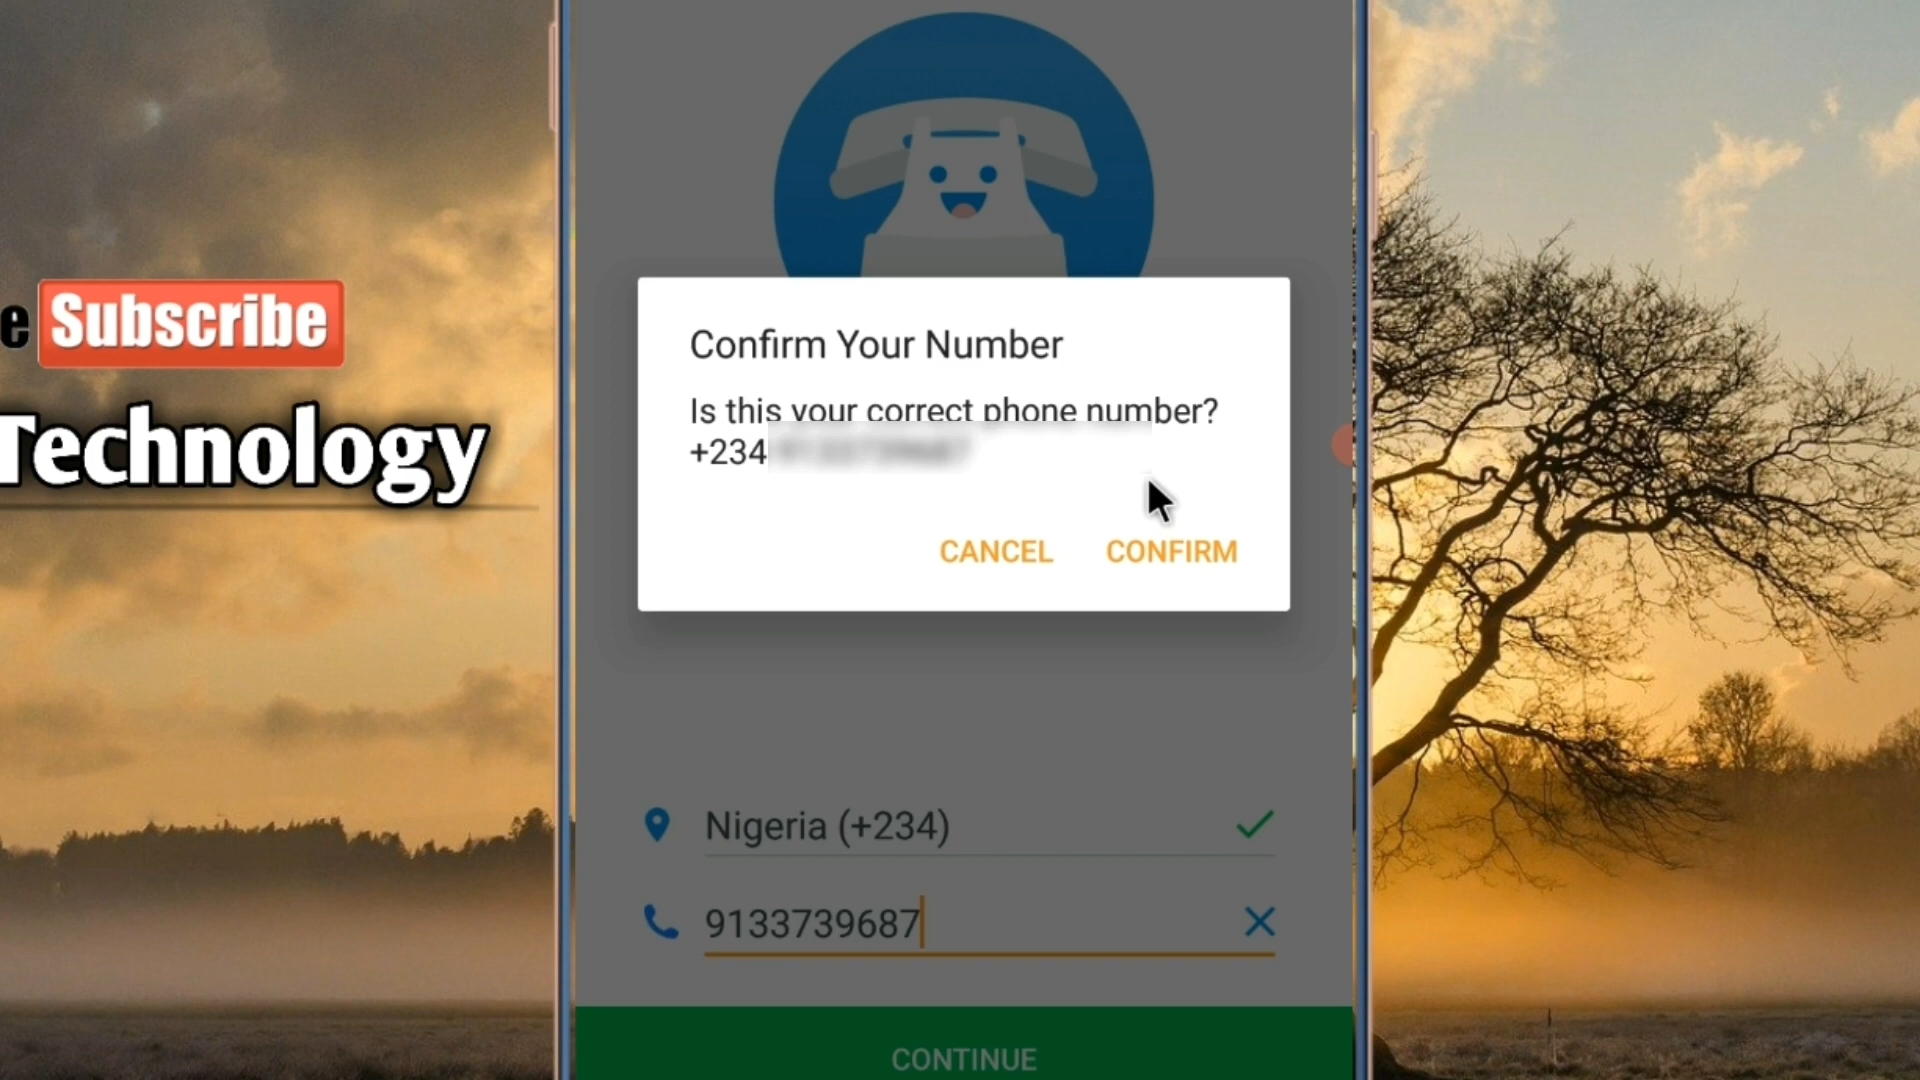 e Subscribe
Technology
Confirm Your Number
Is this your correct phone number?
+234
CANCEL CONFIRM
Nigeria (+234)
9133739687
CONTINUE